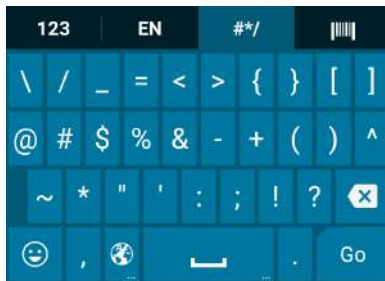 123 EN #*/
\ / _ = < > { } [ ]
@ # $ % & - + ( ) ^
~ * " ' : ; ! ?
, . Go